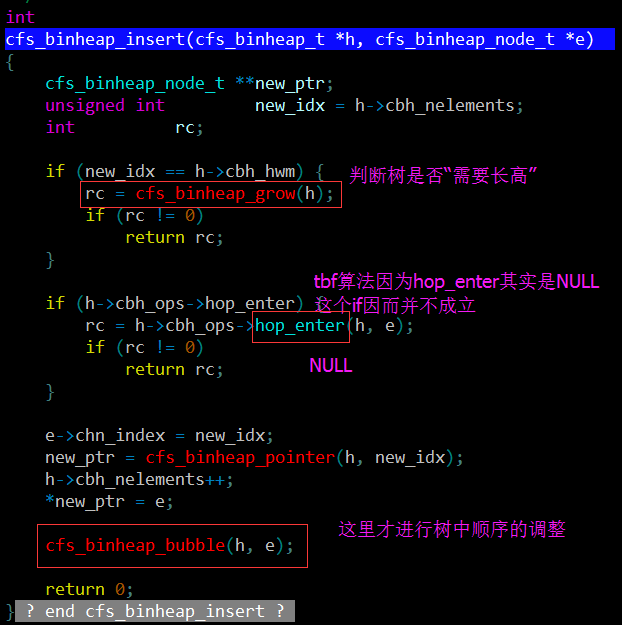 int
cfs_binheap_insert(cfs_binheap_t *h, cfs_binheap_node_t *e)
{
cfs_binheap_node_t **new_ptr;
unsigned int new_idx = h->cbh_nelements;
int rc;
if (new_idx == h->cbh_hwm) { 判断树是否“需要长高”
rc = cfs_binheap_grow(h);
if (rc != 0)
return rc;
}
tbf算法因为hop_enter其实是NULL
if (h->cbh_ops->hop_enter) 这个if因而并不成立
rc = h->cbh_ops->hop_enter(h, e);
if (rc != 0)
return rc;
NULL
}
e->chn_index = new_idx;
new_ptr = cfs_binheap_pointer(h, new_idx);
h->cbh_nelements++;
*new_ptr = e;
cfs_binheap_bubble(h, e); 这里才进行树中顺序的调整
return 0;
} ? end cfs_binheap_insert ?